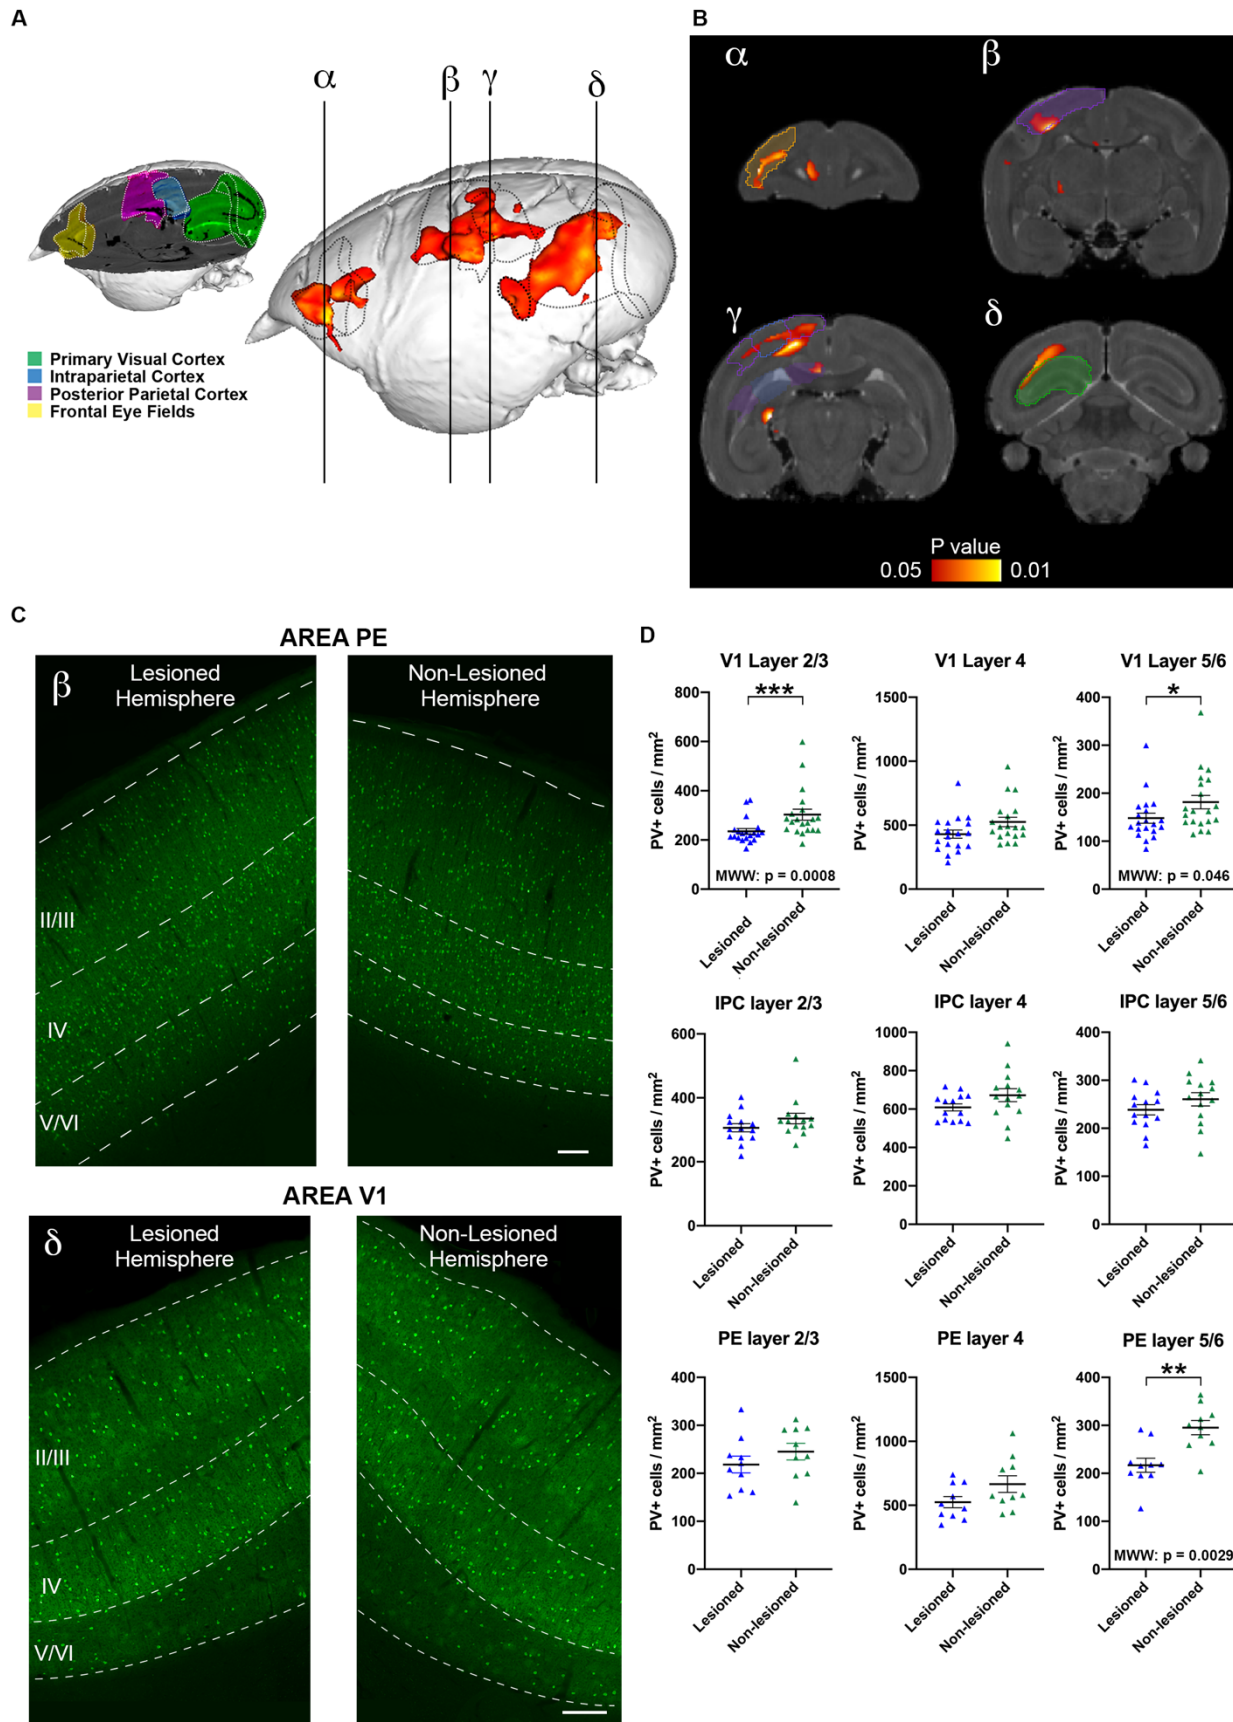 A
α
β
γ
δ
Primary Visual Cortex
Intraparietal Cortex
Posterior Parietal Cortex
Frontal Eye Fields
B
α
β
γ
δ
P value
0.05
0.01
C
AREA PE
β
Lesioned
Hemisphere
Non-Lesioned
Hemisphere
II/III
IV
V/VI
AREA V1
δ
Lesioned
Hemisphere
Non-Lesioned
Hemisphere
II/III
IV
V/VI
D
V1 Layer 2/3
PV+ cells / mm²
800
600
400
200
0
***
MWW: p = 0.0008
Lesioned
Non-lesioned
V1 Layer 4
PV+ cells / mm²
1500
1000
500
0
Lesioned
Non-lesioned
V1 Layer 5/6
PV+ cells / mm²
400
300
200
100
0
*
MWW: p = 0.046
Lesioned
Non-lesioned
IPC layer 2/3
PV+ cells / mm²
600
400
200
0
Lesioned
Non-lesioned
IPC layer 4
PV+ cells / mm²
1000
800
600
400
200
0
Lesioned
Non-lesioned
IPC layer 5/6
PV+ cells / mm²
400
300
200
100
0
Lesioned
Non-lesioned
PE layer 2/3
PV+ cells / mm²
400
300
200
100
0
Lesioned
Non-lesioned
PE layer 4
PV+ cells / mm²
1500
1000
500
0
Lesioned
Non-lesioned
PE layer 5/6
PV+ cells / mm²
400
300
200
100
0
**
MWW: p = 0.0029
Lesioned
Non-lesioned